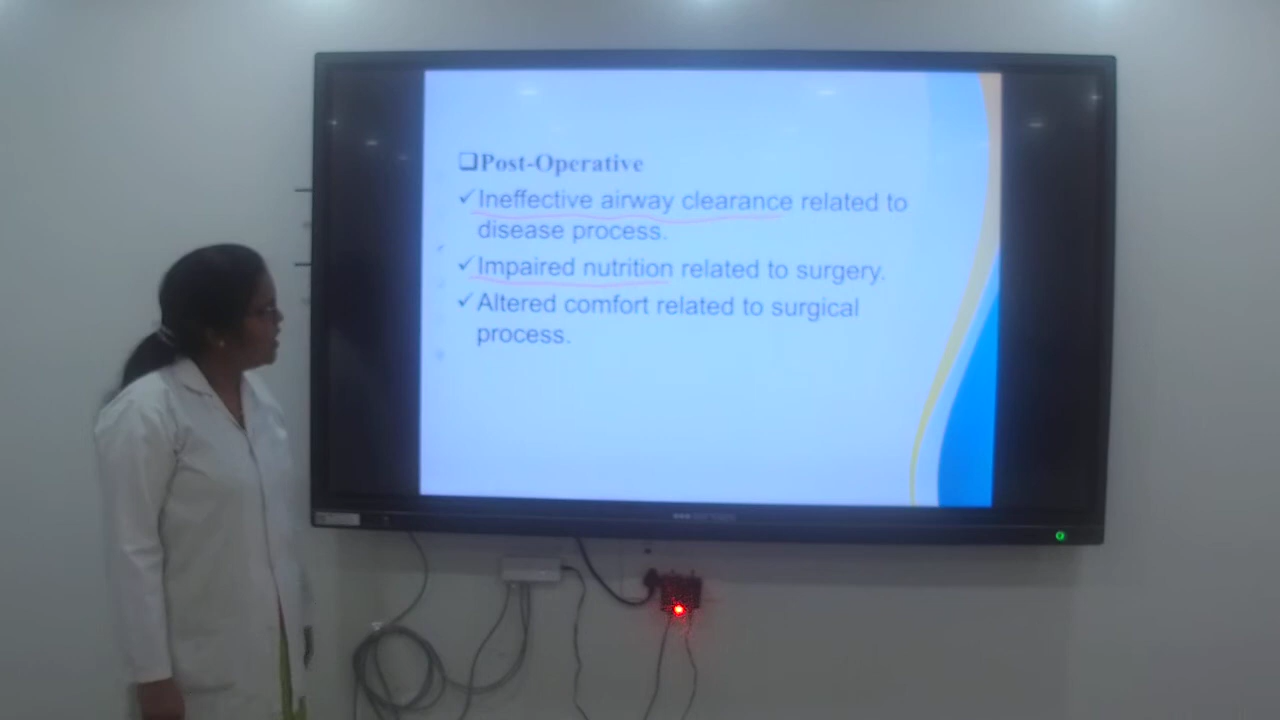 ❑Post-Operative
✓Ineffective airway clearance related to
disease process.
✓Impaired nutrition related to surgery.
✓Altered comfort related to surgical
process.